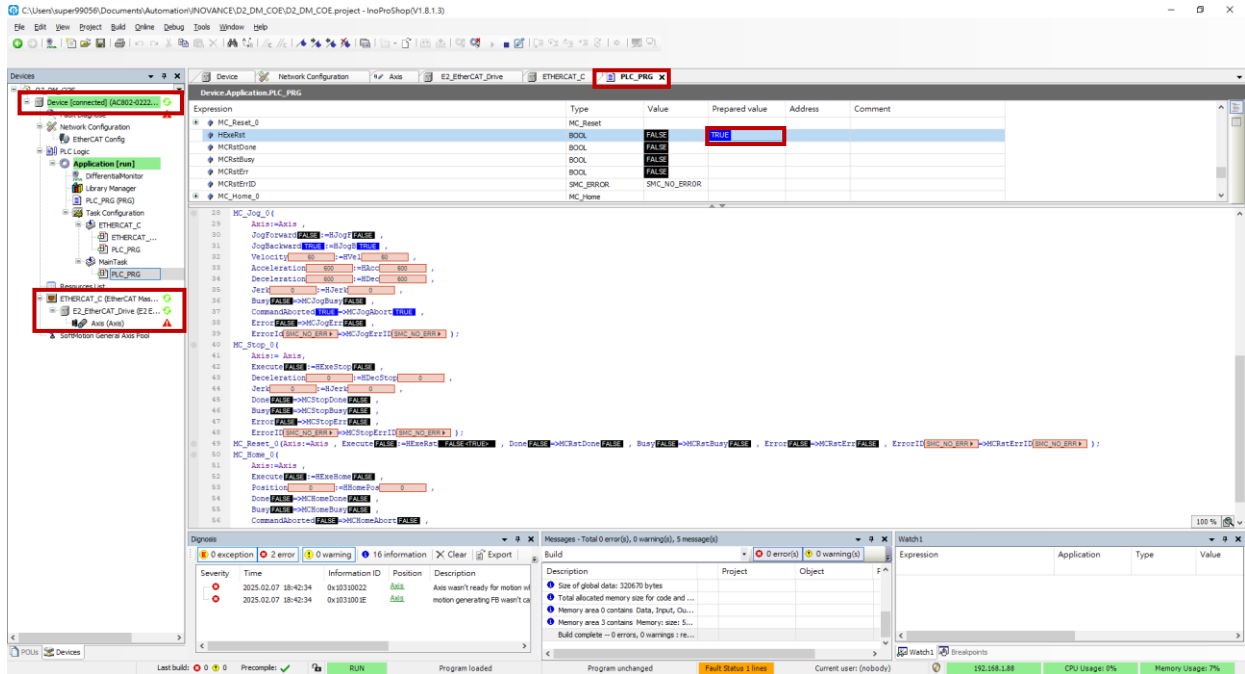 C:\Users\super99056\Documents\Automation\INOVANCE\D2_DM_COE\D2_DM_COE.project - InoProShop(V1.8.1.3)
File Edit View Project Build Online Debug Tools Window Help
Devices
Device [connected] (AC802-0222...
Network Configuration
EtherCAT Config
PLC Logic
Application [run]
DifferentialMonitor
Library Manager
PLC_PRG (PRG)
Task Configuration
ETHERCAT_C
ETHERCAT_...
PLC_PRG
MainTask
PLC_PRG
Resources List
ETHERCAT_C (EtherCAT Mas...
E2_EtherCAT_Drive (E2 E...
Axis (Axis)
SoftMotion General Axis Pool
POUs Devices
Device Network Configuration Axis E2_EtherCAT_Drive ETHERCAT_C PLC_PRG
Device.Application.PLC_PRG
Expression Type Value Prepared value Address Comment
MC_Reset_0 MC_Reset
HExeRst BOOL FALSE TRUE
MCRstDone BOOL FALSE
MCRstBusy BOOL FALSE
MCRstErr BOOL FALSE
MCRstErrID SMC_ERROR SMC_NO_ERROR
MC_Home_0 MC_Home
28 MC_Jog_0(
29 Axis:=Axis ,
30 JogForward FALSE :=HJogF FALSE ,
31 JogBackward TRUE :=HJogB TRUE ,
32 Velocity 60 :=HVel 60 ,
33 Acceleration 600 :=HAcc 600 ,
34 Deceleration 600 :=HDec 600 ,
35 Jerk 0 :=HJerk 0 ,
36 Busy FALSE =>MCJogBusy FALSE ,
37 CommandAborted TRUE =>MCJogAbort TRUE ,
38 Error FALSE =>MCJogErr FALSE ,
39 ErrorId SMC_NO_ERR =>MCJogErrID SMC_NO_ERR );
40 MC_Stop_0(
41 Axis:= Axis,
42 Execute FALSE :=HExeStop FALSE ,
43 Deceleration 0 :=HDecStop 0 ,
44 Jerk 0 :=HJerk 0 ,
45 Done FALSE =>MCStopDone FALSE ,
46 Busy FALSE =>MCStopBusy FALSE ,
47 Error FALSE =>MCStopErr FALSE ,
48 ErrorID SMC_NO_ERR =>MCStopErrID SMC_NO_ERR );
49 MC_Reset_0(Axis:=Axis , Execute FALSE :=HExeRst FALSE<TRUE> , Done FALSE =>MCRstDone FALSE , Busy FALSE =>MCRstBusy FALSE , Error FALSE =>MCRstErr FALSE , ErrorID SMC_NO_ERR =>MCRstErrID SMC_NO_ERR );
50 MC_Home_0(
51 Axis:=Axis ,
52 Execute FALSE :=HExeHome FALSE ,
53 Position 0 :=HHomePos 0 ,
54 Done FALSE =>MCHomeDone FALSE ,
55 Busy FALSE =>MCHomeBusy FALSE ,
56 CommandAborted FALSE =>MCHomeAbort FALSE ,
100 %
Dignosis
0 exception 2 error 0 warning 16 information Clear Export
Severity Time Information ID Position Description
2025.02.07 18:42:34 0x10310022 Axis Axis wasn't ready for motion wl
2025.02.07 18:42:34 0x1031001E Axis motion generating FB wasn't ca
Messages - Total 0 error(s), 0 warning(s), 5 message(s)
Build 0 error(s) 0 warning(s)
Description Project Object
Size of global data: 320670 bytes
Total allocated memory size for code and ...
Memory area 0 contains Data, Input, Ou...
Memory area 3 contains Memory: size: 5...
Build complete -- 0 errors, 0 warnings : re...
Watch1
Expression Application Type Value
Watch1 Breakpoints
Last build: 0 0 Precompile: RUN Program loaded Program unchanged Fault Status 1 lines Current user: (nobody) 192.168.1.88 CPU Usage: 0% Memory Usage: 7%